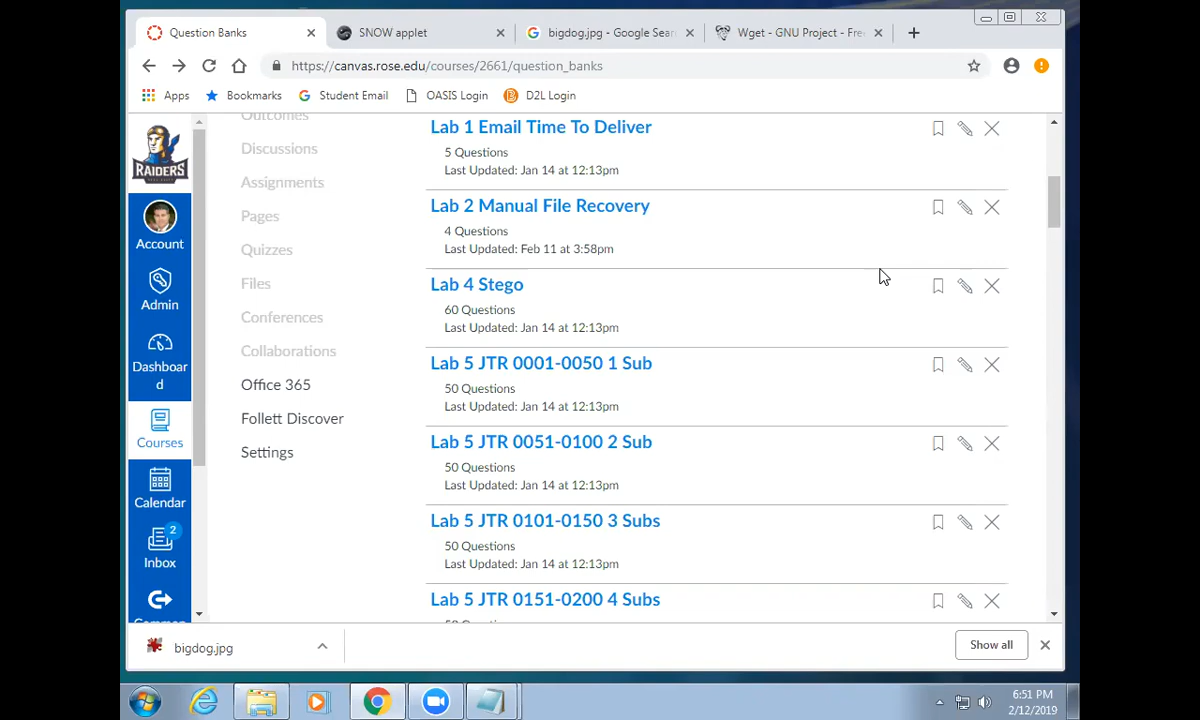 Question Banks
SNOW applet
bigdog.jpg - Google Sear
Wget - GNU Project - Fre
https://canvas.rose.edu/courses/2661/question_banks
Apps
Bookmarks
Student Email
OASIS Login
D2L Login
RAIDERS
Account
Admin
Dashboar
d
Courses
Calendar
2
Inbox
Outcomes
Discussions
Assignments
Pages
Quizzes
Files
Conferences
Collaborations
Office 365
Follett Discover
Settings
Lab 1 Email Time To Deliver
5 Questions
Last Updated: Jan 14 at 12:13pm
Lab 2 Manual File Recovery
4 Questions
Last Updated: Feb 11 at 3:58pm
Lab 4 Stego
60 Questions
Last Updated: Jan 14 at 12:13pm
Lab 5 JTR 0001-0050 1 Sub
50 Questions
Last Updated: Jan 14 at 12:13pm
Lab 5 JTR 0051-0100 2 Sub
50 Questions
Last Updated: Jan 14 at 12:13pm
Lab 5 JTR 0101-0150 3 Subs
50 Questions
Last Updated: Jan 14 at 12:13pm
Lab 5 JTR 0151-0200 4 Subs
bigdog.jpg
Show all
6:51 PM
2/12/2019